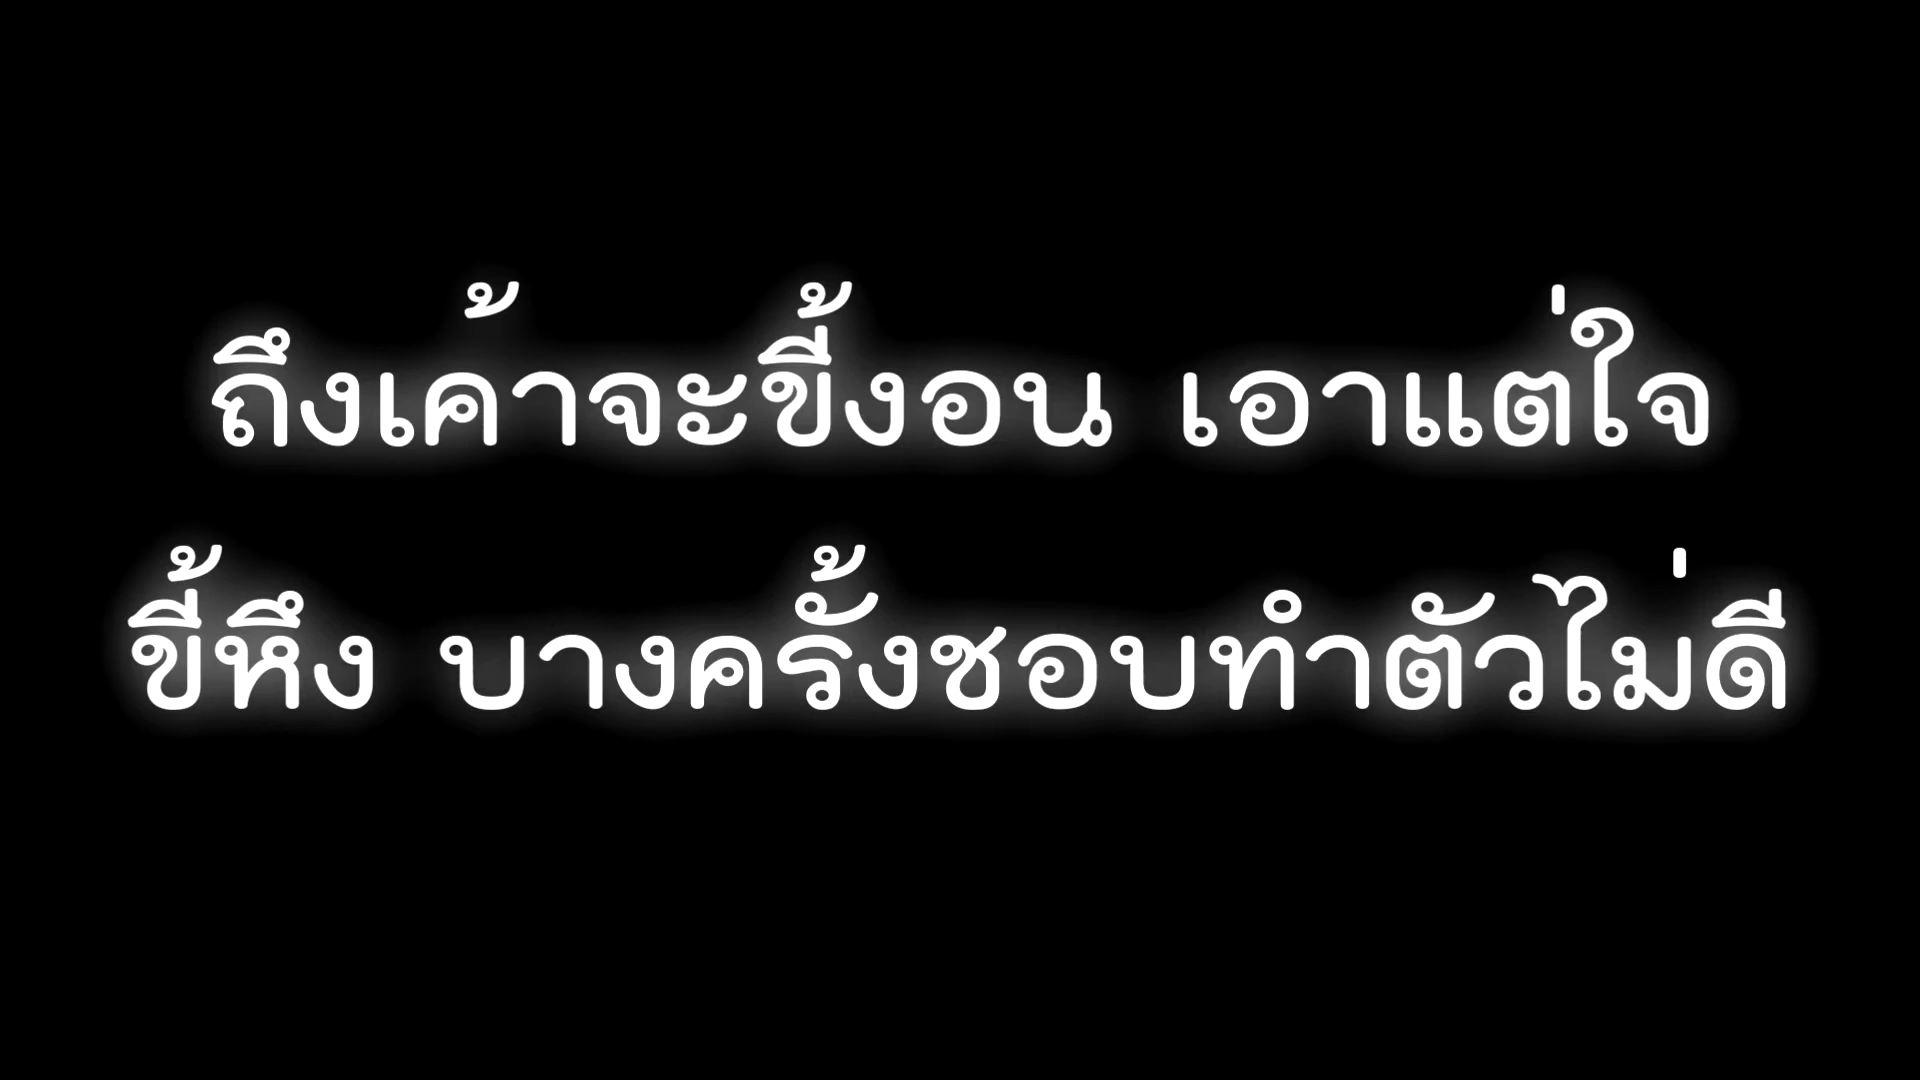 ถึงเค้าจะขี้งอน เอาแต่ใจ
ขี้หึง บางครั้งชอบทำตัวไม่ดี